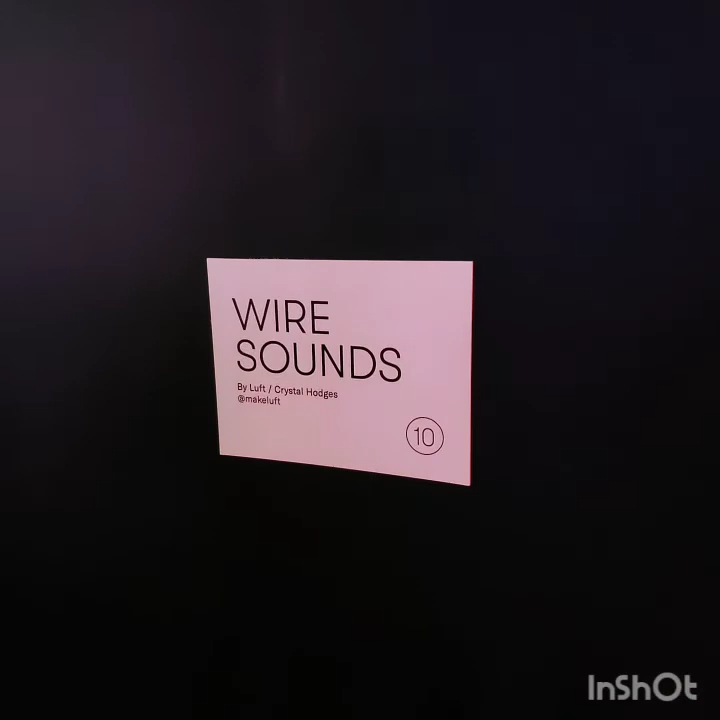 WIRE
SOUNDS
By Luft / Crystal Hodges
@makeluft
10
InShOt